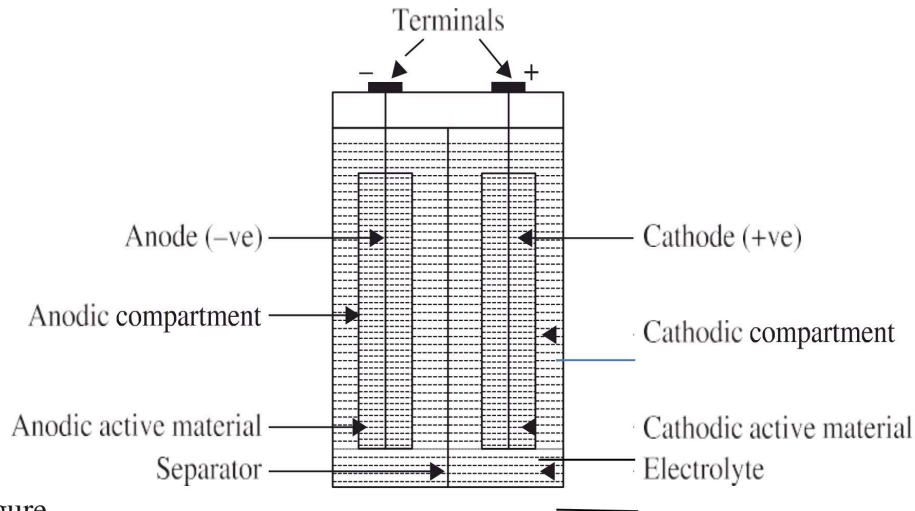 Terminals
– +
Anode (–ve)
Cathode (+ve)
Anodic compartment
Cathodic compartment
Anodic active material
Cathodic active material
Separator
Electrolyte